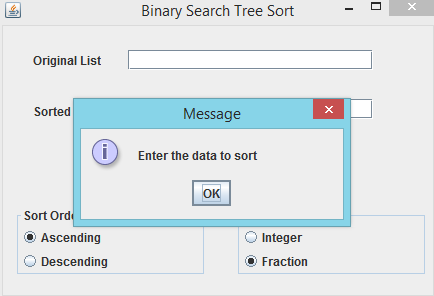 Binary Search Tree Sort
Original List
Sorted
Message
Enter the data to sort
OK
Sort Orde
Ascending
Integer
Descending
Fraction